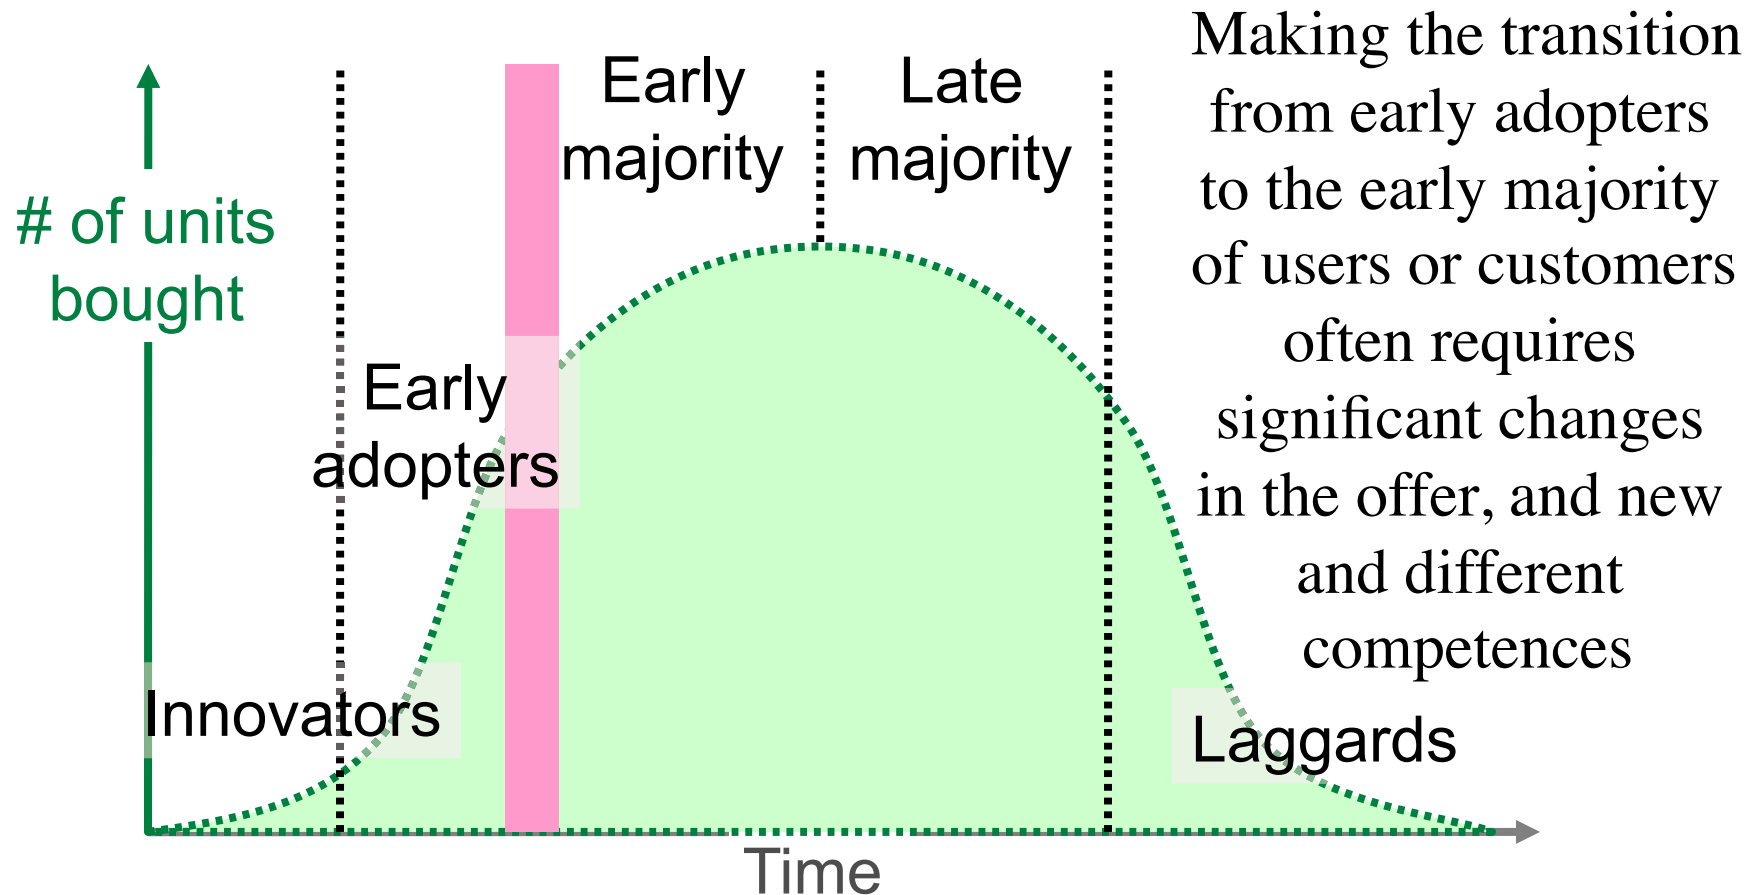 Making the transition
from early adopters
to the early majority
of users or customers
often requires
significant changes
in the offer, and new
and different
competences
Early
majority
Late
majority
# of units
bought
Early
adopters
Innovators
Laggards
Time